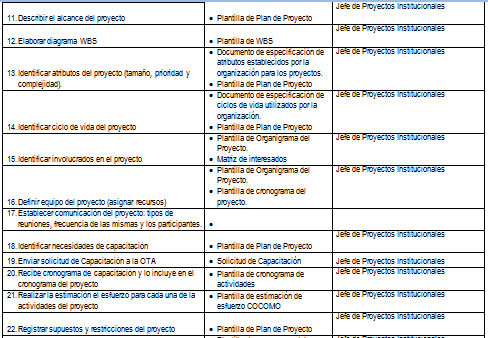 Jefe de Proyectos Institucionales
11. Describir el alcance del proyecto
• Plantilla de Plan de Proyecto
Jefe de Proyectos Institucionales
12. Elaborar diagrama WBS
• Plantilla de WBS
13. Identificar atributos del proyecto (tamaño, prioridad y
complejidad).
• Documento de especificación de
atributos establecidos por la
organización para los proyectos.
• Plantilla de Plan de Proyecto
Jefe de Proyectos Institucionales
14. Identificar ciclo de vida del proyecto
• Documento de especificación de
ciclos de vida utilizados por la
organización.
• Plantilla de Plan de Proyecto
Jefe de Proyectos Institucionales
15. Identificar involucrados en el proyecto
• Plantilla de Organigrama del
Proyecto.
• Matriz de interesados
Jefe de Proyectos Institucionales
16. Definir equipo del proyecto (asignar recursos)
• Plantilla de Organigrama del
Proyecto.
• Plantilla de cronograma del
proyecto.
Jefe de Proyectos Institucionales
17. Establecer comunicación del proyecto: tipos de
reuniones, frecuencia de las mismas y los participantes.
•
18. Identificar necesidades de capacitación
• Plantilla de Plan de Proyecto
Jefe de Proyectos Institucionales
19. Enviar solicitud de Capacitación a la OTA
• Solicitud de Capacitación
Jefe de Proyectos Institucionales
20. Recibe cronograma de capacitación y lo incluye en el
cronograma del proyecto
• Plantilla de cronograma de
actividades
Jefe de Proyectos Institucionales
21. Realizar la estimación el esfuerzo para cada una de la
actividades del proyecto
• Plantilla de estimación de
esfuerzo COCOMO
Jefe de Proyectos Institucionales
22. Registrar supuestos y restricciones del proyecto
• Plantilla de Plan de Proyecto
Jefe de Proyectos Institucionales